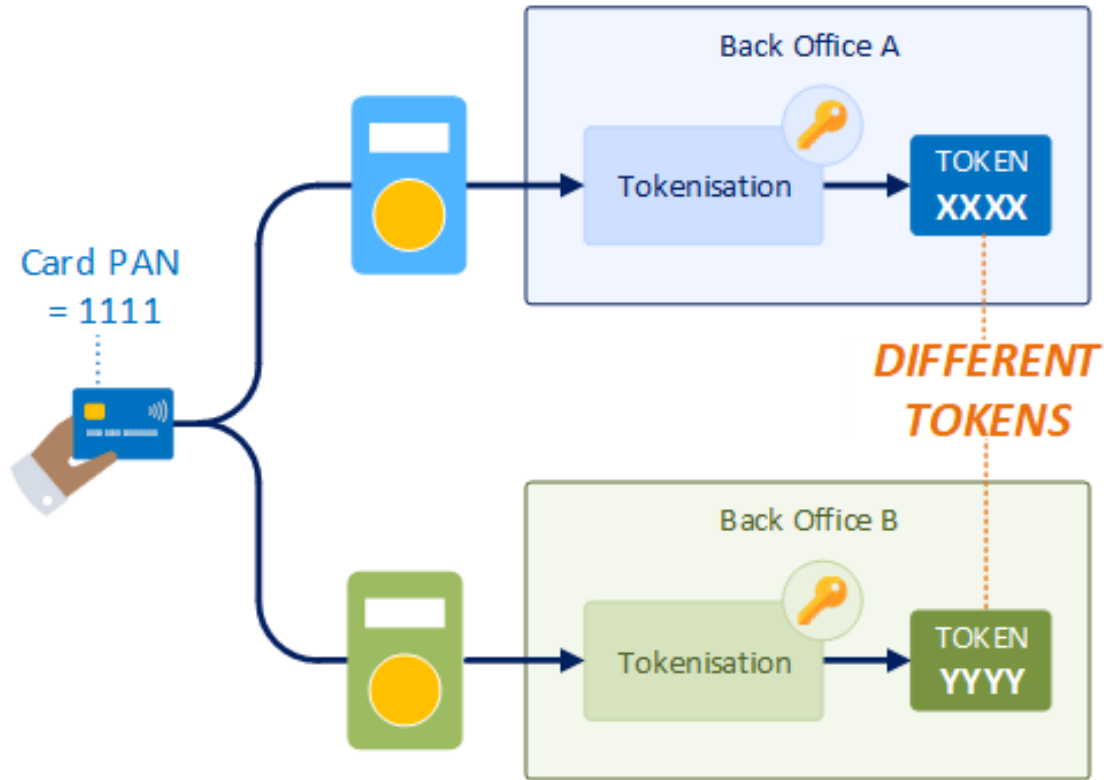 Back Office A
Tokenisation
TOKEN
XXXX
Card PAN
= 1111
DIFFERENT
TOKENS
Back Office B
Tokenisation
TOKEN
YYYY